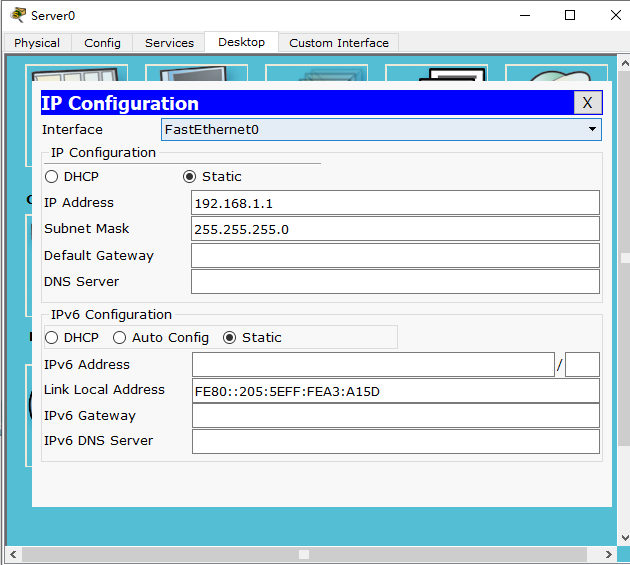 Server0
Physical Config Services Desktop Custom Interface
IP Configuration X
Interface FastEthernet0
IP Configuration
DHCP Static
IP Address 192.168.1.1
Subnet Mask 255.255.255.0
Default Gateway
DNS Server
IPv6 Configuration
DHCP Auto Config Static
IPv6 Address /
Link Local Address FE80::205:5EFF:FEA3:A15D
IPv6 Gateway
IPv6 DNS Server